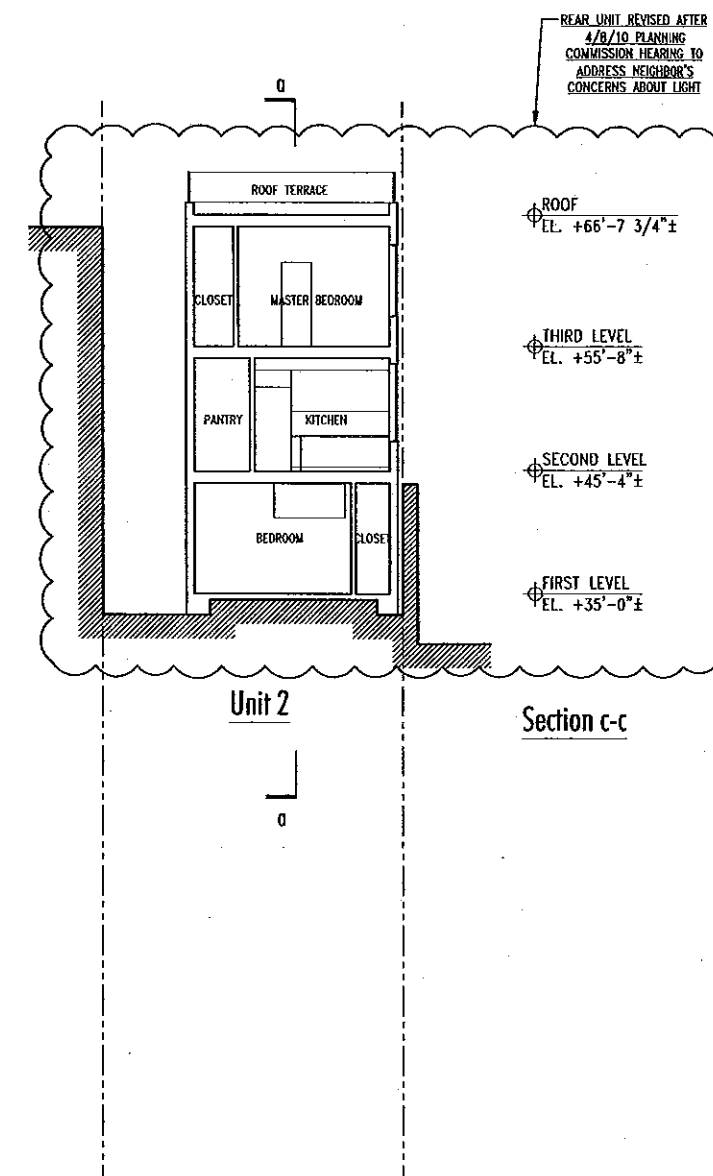 REAR UNIT REVISED AFTER
4/8/10 PLANNING
COMMISSION HEARING TO
ADDRESS NEIGHBOR'S
CONCERNS ABOUT LIGHT
a
ROOF TERRACE
ROOF
EL. +66'-7 3/4"±
CLOSET
MASTER BEDROOM
THIRD LEVEL
EL. +55'-8"±
PANTRY
KITCHEN
SECOND LEVEL
EL. +45'-4"±
BEDROOM
CLOSET
FIRST LEVEL
EL. +35'-0"±
Unit 2
Section c-c
a